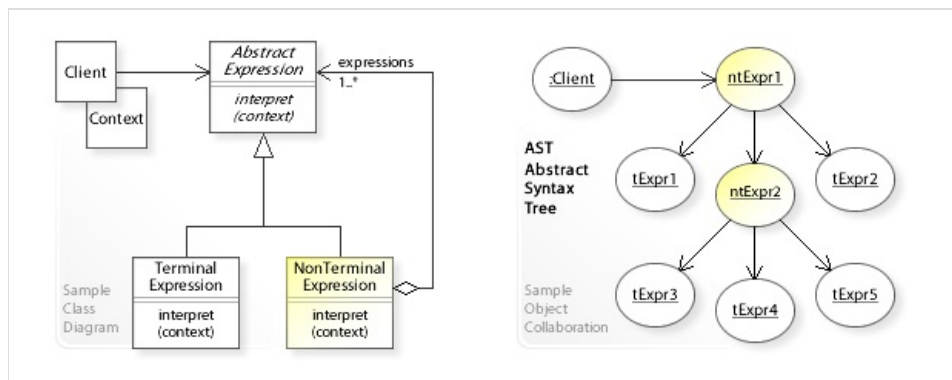 Client
Context
Abstract
Expression
interpret
(context)
expressions
1..*
Terminal
Expression
interpret
(context)
NonTerminal
Expression
interpret
(context)
Sample
Class
Diagram
:Client
ntExpr1
AST
Abstract
Syntax
Tree
tExpr1
ntExpr2
tExpr2
tExpr3
tExpr4
tExpr5
Sample
Object
Collaboration